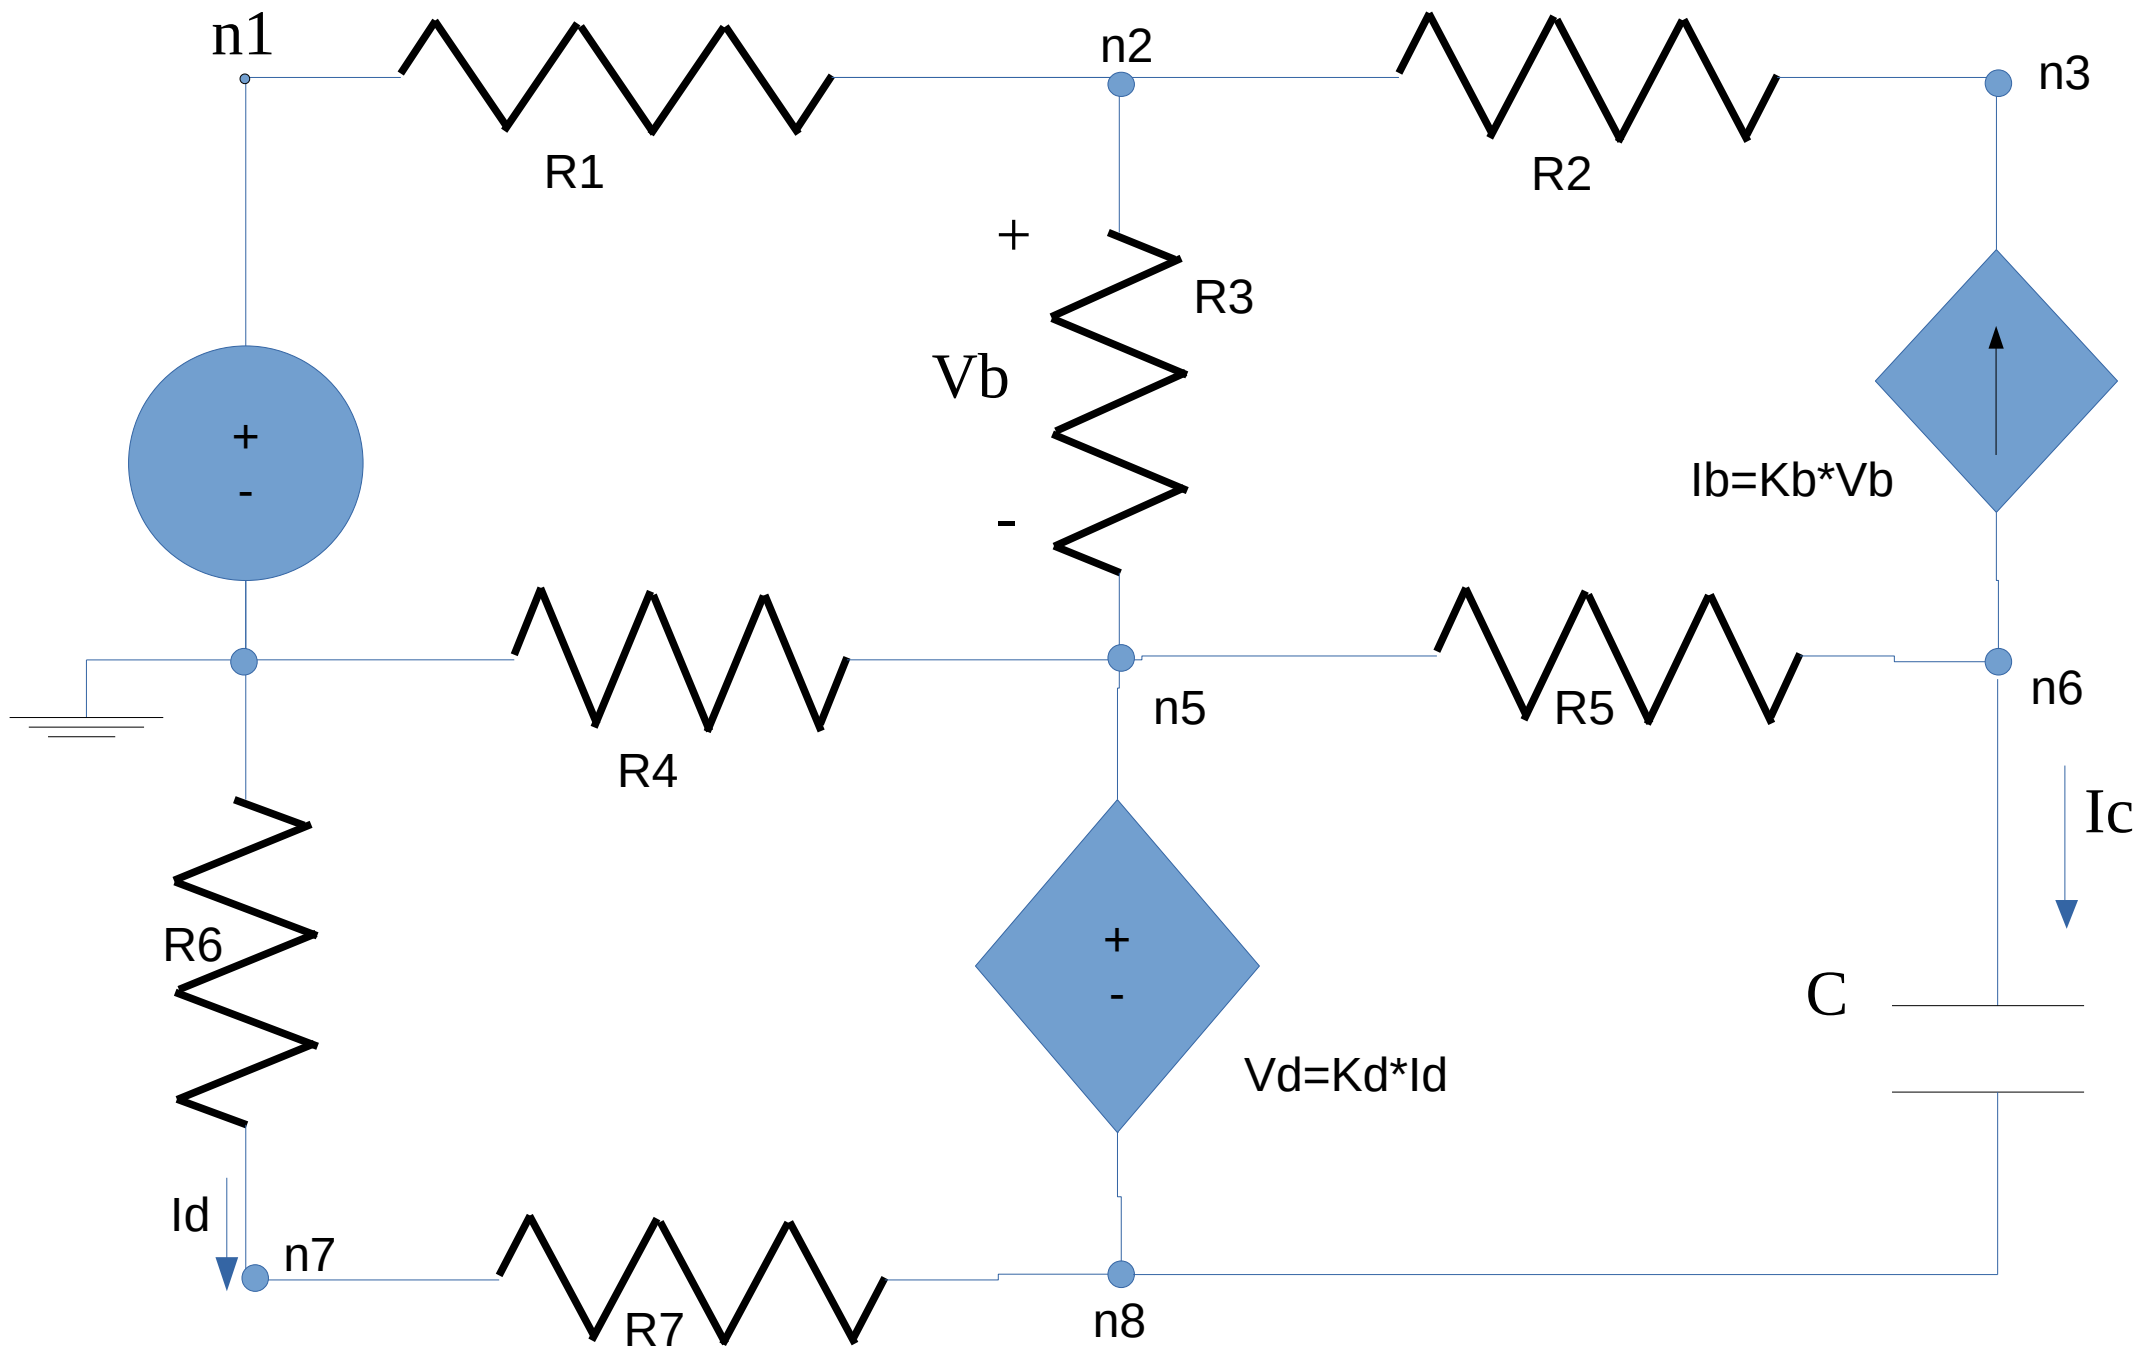 n1
n2
n3
R1
R2
+
R3
Vb
+
-
Ib=Kb*Vb
-
n5
n6
R5
R4
Ic
R6
+
-
C
Vd=Kd*Id
Id
n7
R7
n8